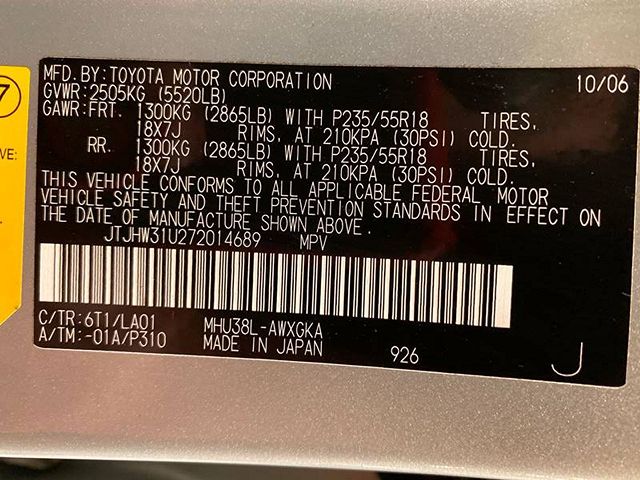 MFD. BY: TOYOTA MOTOR CORPORATION 10/06
GVWR: 2505KG (5520LB)
GAWR: FRT. 1300KG (2865LB) WITH P235/55R18 TIRES,
18X7J RIMS, AT 210KPA (30PSI) COLD.
RR. 1300KG (2865LB) WITH P235/55R18 TIRES,
18X7J RIMS, AT 210KPA (30PSI) COLD.
THIS VEHICLE CONFORMS TO ALL APPLICABLE FEDERAL MOTOR
VEHICLE SAFETY AND THEFT PREVENTION STANDARDS IN EFFECT ON
THE DATE OF MANUFACTURE SHOWN ABOVE.
JTJHW31U272014689 MPV
C/TR: 6T1/LA01 MHU38L-AWXGKA
A/TM: -01A/P310 MADE IN JAPAN 926 J
7
VE: